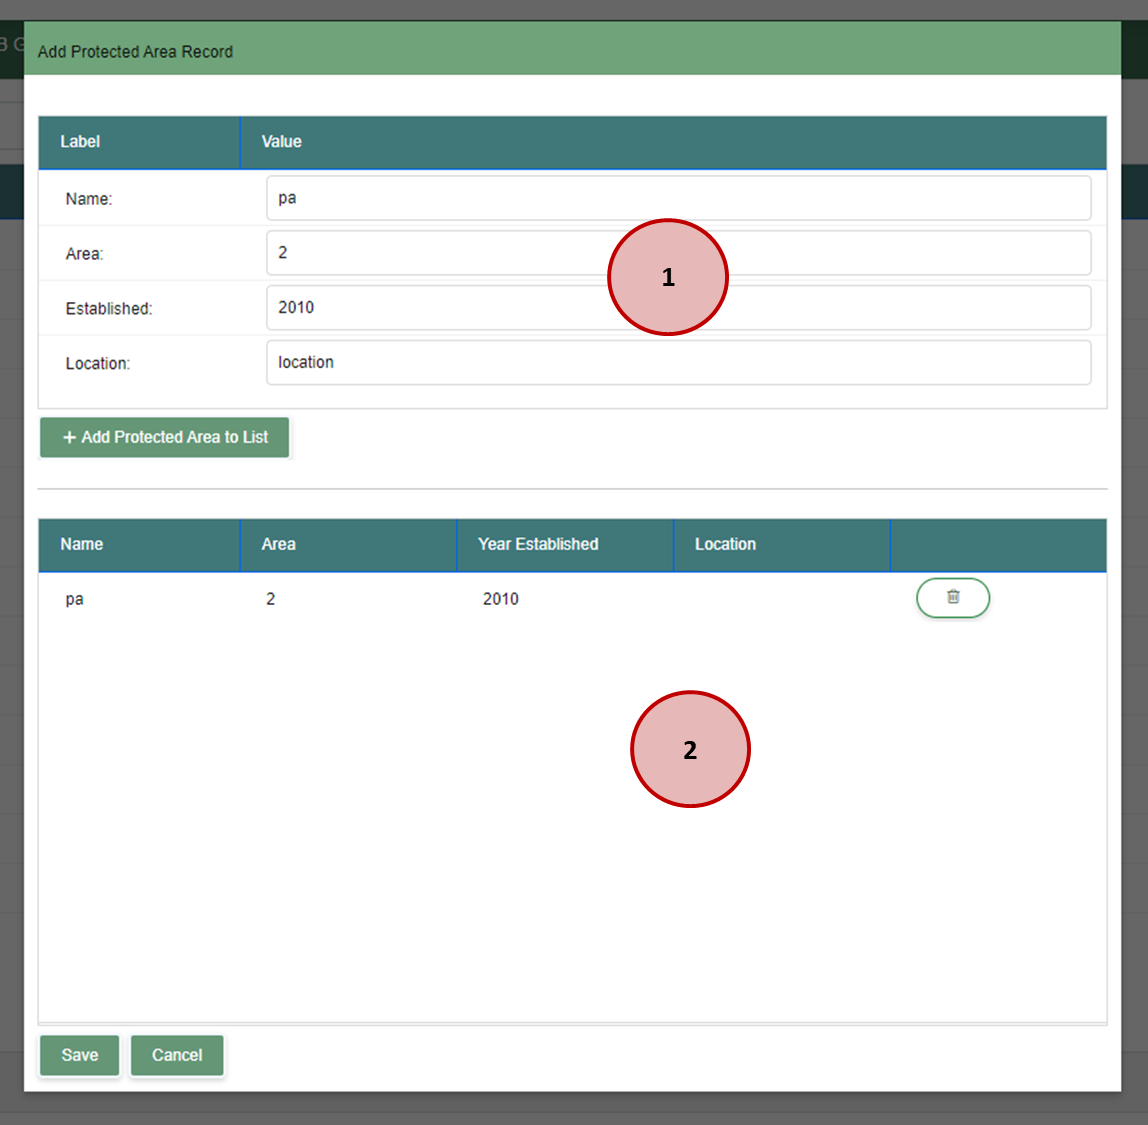 B G
Add Protected Area Record
Label Value
Name: pa
Area: 2
1
Established: 2010
Location: location
+ Add Protected Area to List
Name Area Year Established Location
pa 2 2010
2
Save Cancel